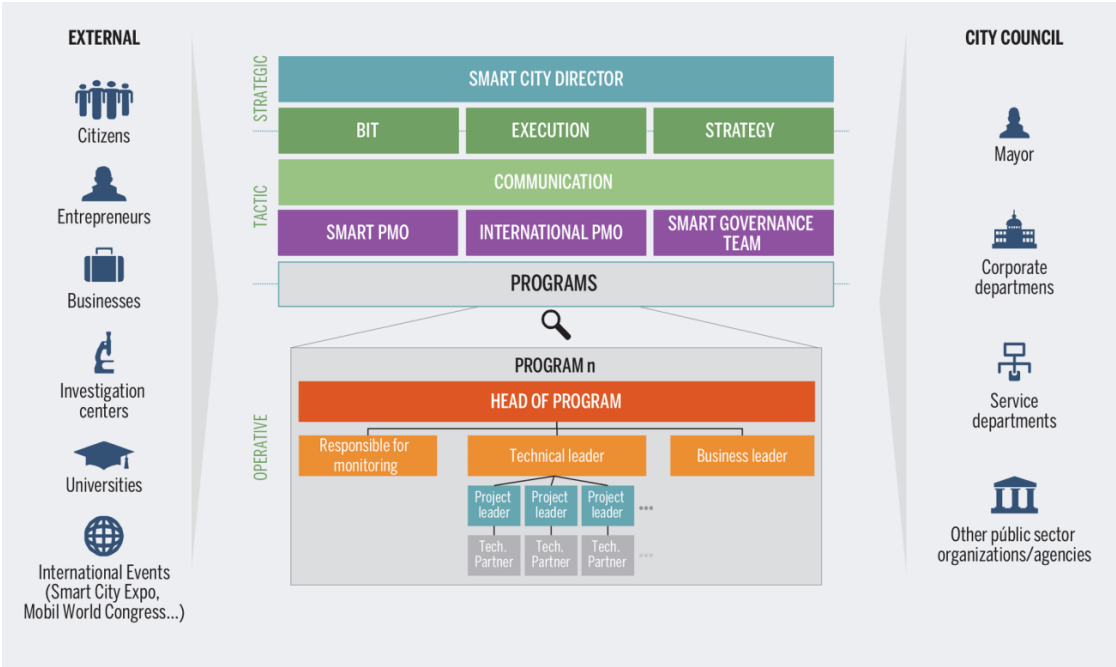 EXTERNAL
Citizens
Entrepreneurs
Businesses
Investigation
centers
Universities
International Events
(Smart City Expo,
Mobil World Congress...)
STRATEGIC
SMART CITY DIRECTOR
BIT
EXECUTION
STRATEGY
TACTIC
COMMUNICATION
SMART PMO
INTERNATIONAL PMO
SMART GOVERNANCE
TEAM
PROGRAMS
OPERATIVE
PROGRAM n
HEAD OF PROGRAM
Responsible for
monitoring
Technical leader
Business leader
Project
leader
Project
leader
Project
leader
...
Tech.
Partner
Tech.
Partner
Tech.
Partner
...
CITY COUNCIL
Mayor
Corporate
departmens
Service
departments
Other públic sector
organizations/agencies